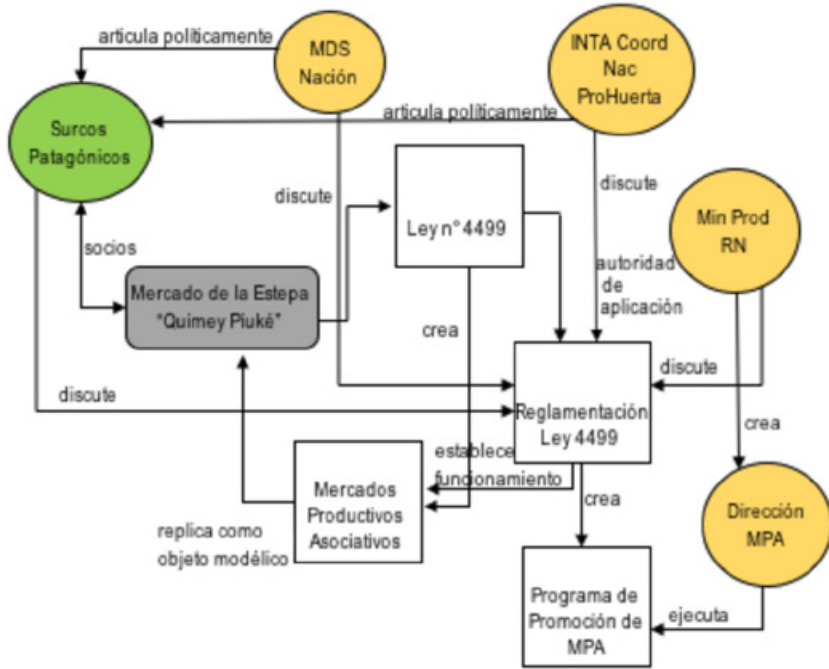 articula políticamente
MDS
Nación
INTA Coord
Nac
ProHuerta
articula políticamente
Surcos
Patagónicos
discute
Ley n° 4499
discute
Min Prod
RN
socios
autoridad
de
aplicación
Mercado de la Estepa
"Quimey Piuké"
crea
discute
discute
Reglamentación
Ley 4499
crea
establece
funcionamiento
Mercados
Productivos
Asociativos
crea
Dirección
MPA
replica como
objeto modélico
Programa de
Promoción de
MPA
ejecuta